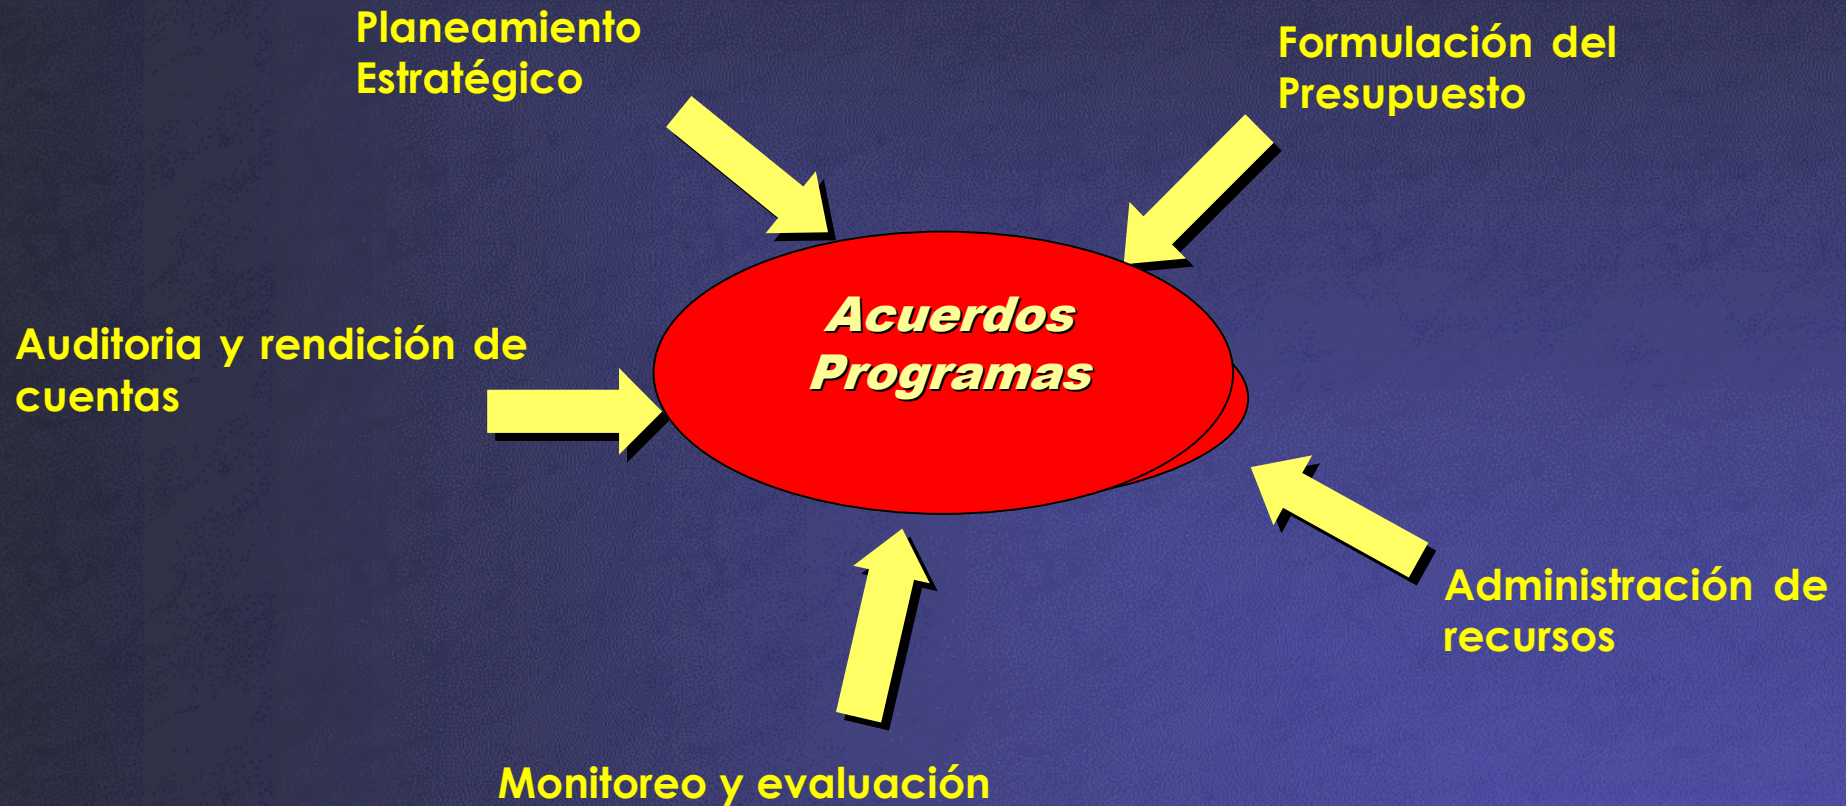 Planeamiento
Estratégico
Formulación del
Presupuesto
Acuerdos
Programas
Auditoria y rendición de
cuentas
Administración de
recursos
Monitoreo y evaluación